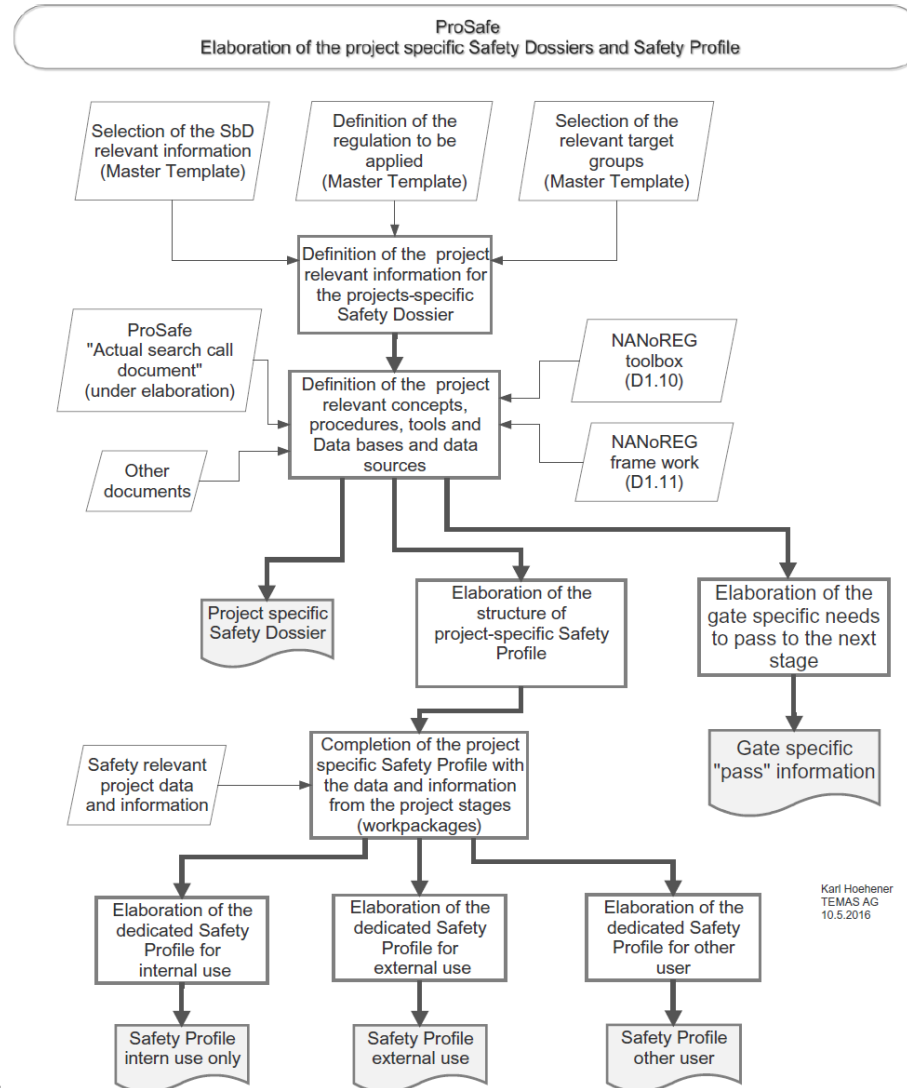 ProSafe
Elaboration of the project specific Safety Dossiers and Safety Profile
Selection of the SbD
relevant information
(Master Template)
Definition of the
regulation to be
applied
(Master Template)
Selection of the
relevant target
groups
(Master Template)
Definition of the  project
relevant information for
the projects-specific
Safety Dossier
ProSafe
"Actual search call
document"
(under elaboration)
Other
documents
Definition of the  project
relevant concepts,
procedures, tools and
Data bases and data
sources
NANoREG
toolbox
(D1.10)
NANoREG
frame work
(D1.11)
Project specific
Safety Dossier
Elaboration of the
structure of
project-specific Safety
Profile
Elaboration of the
gate specific needs
to pass to the next
stage
Gate specific
"pass" information
Safety relevant
project data
and information
Completion of the project
specific Safety Profile with
the data and information
from the project stages
(workpackages)
Elaboration of the
dedicated Safety
Profile for
internal use
Elaboration of the
dedicated Safety
Profile for
external use
Elaboration of the
dedicated Safety
Profile for other
user
Karl Hoehener
TEMAS AG
10.5.2016
Safety Profile
intern use only
Safety Profile
external use
Safety Profile
other user